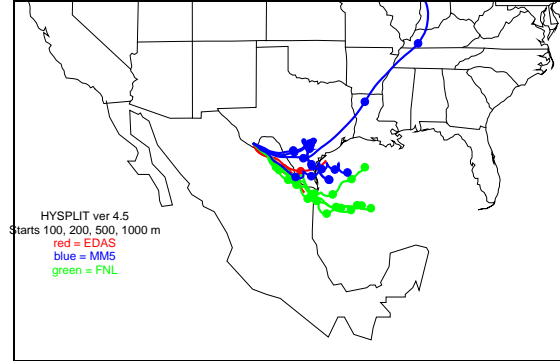 HYSPLIT ver 4.5
Starts 100, 200, 500, 1000 m
red = EDAS
blue = MM5
green = FNL